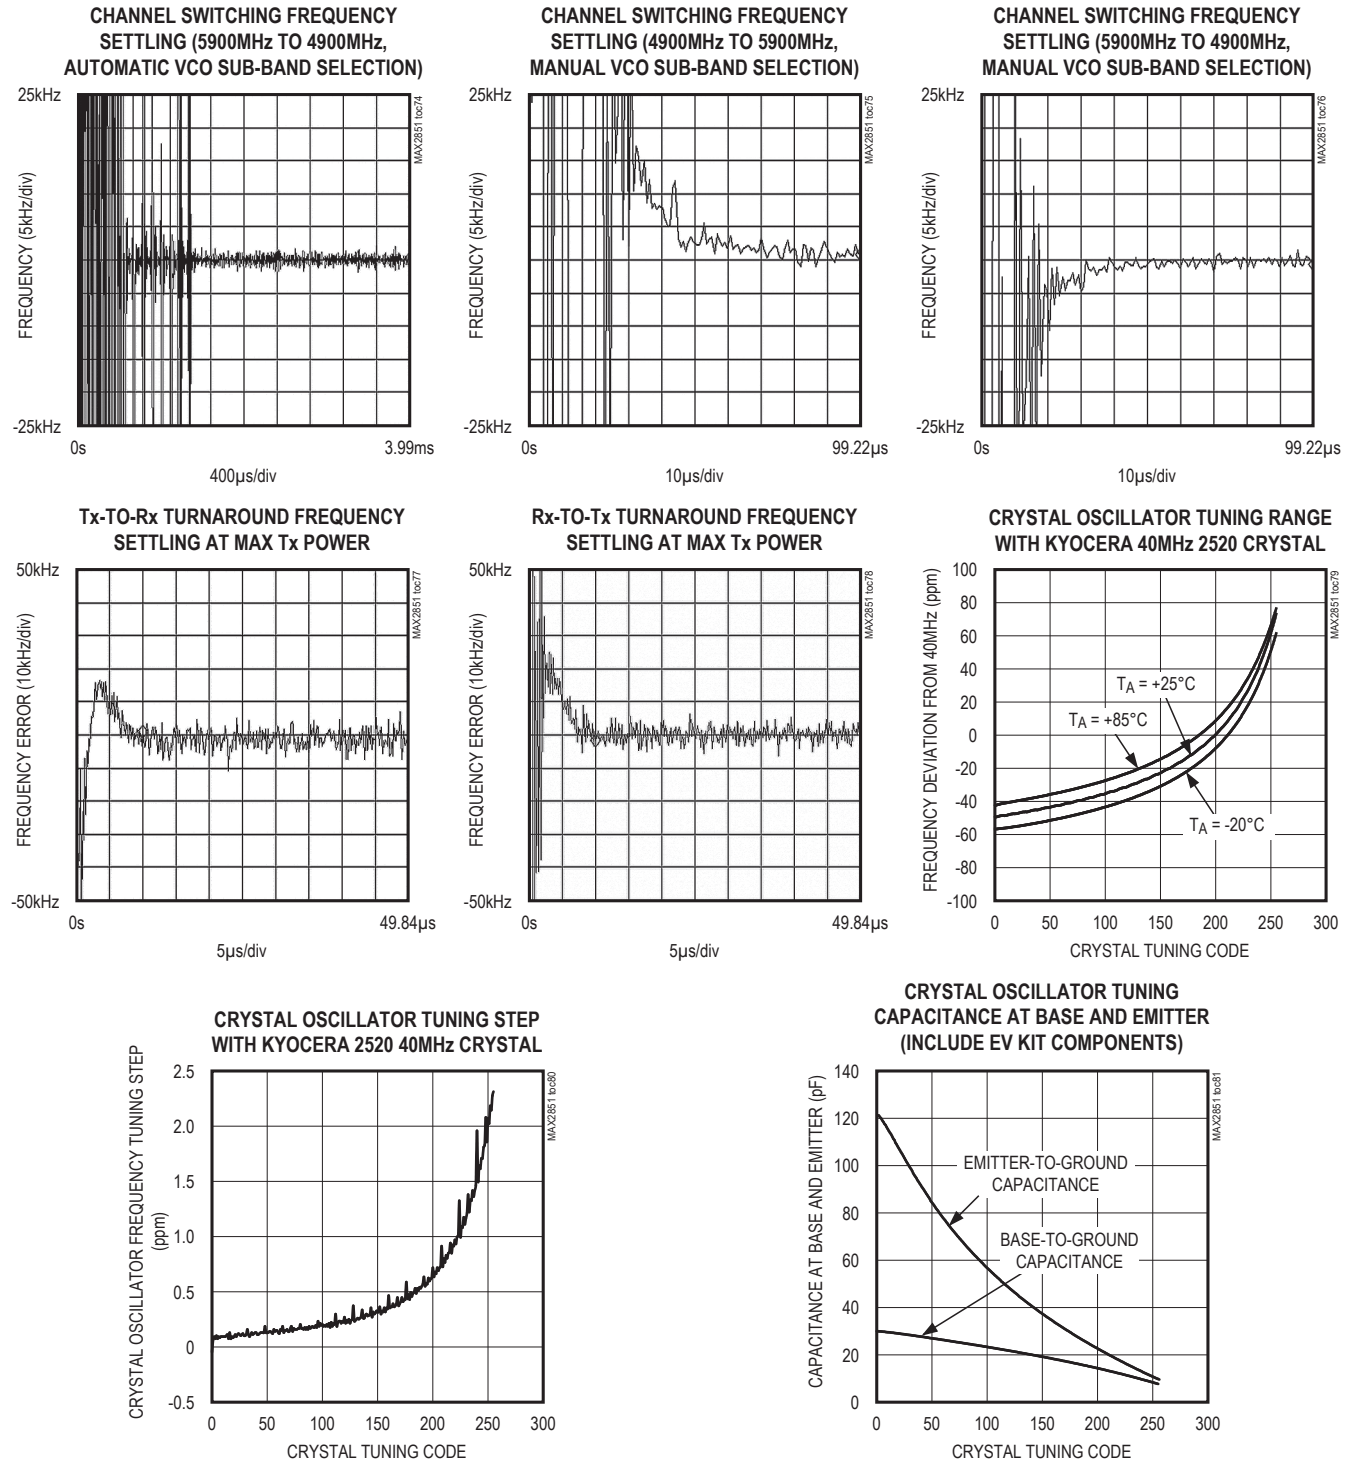 CHANNEL SWITCHING FREQUENCY
SETTLING (5900MHz TO 4900MHz,
AUTOMATIC VCO SUB-BAND SELECTION)
25kHz
-25kHz
FREQUENCY (5kHz/div)
MAX2851 toc74
0s
3.99ms
400µs/div
CHANNEL SWITCHING FREQUENCY
SETTLING (4900MHz TO 5900MHz,
MANUAL VCO SUB-BAND SELECTION)
25kHz
-25kHz
FREQUENCY (5kHz/div)
MAX2851 toc75
0s
99.22µs
10µs/div
CHANNEL SWITCHING FREQUENCY
SETTLING (5900MHz TO 4900MHz,
MANUAL VCO SUB-BAND SELECTION)
25kHz
-25kHz
FREQUENCY (5kHz/div)
MAX2851 toc76
0s
99.22µs
10µs/div
Tx-TO-Rx TURNAROUND FREQUENCY
SETTLING AT MAX Tx POWER
50kHz
-50kHz
FREQUENCY ERROR (10kHz/div)
MAX2851 toc77
0s
49.84µs
5µs/div
Rx-TO-Tx TURNAROUND FREQUENCY
SETTLING AT MAX Tx POWER
50kHz
-50kHz
FREQUENCY ERROR (10kHz/div)
MAX2851 toc78
0s
49.84µs
5µs/div
CRYSTAL OSCILLATOR TUNING RANGE
WITH KYOCERA 40MHz 2520 CRYSTAL
FREQUENCY DEVIATION FROM 40MHz (ppm)
100
80
60
40
20
0
-20
-40
-60
-80
-100
TA = +25°C
TA = +85°C
TA = -20°C
MAX2851 toc79
0 50 100 150 200 250 300
CRYSTAL TUNING CODE
CRYSTAL OSCILLATOR TUNING STEP
WITH KYOCERA 2520 40MHz CRYSTAL
CRYSTAL OSCILLATOR FREQUENCY TUNING STEP
(ppm)
2.5
2.0
1.5
1.0
0.5
0
-0.5
MAX2851 toc80
0 50 100 150 200 250 300
CRYSTAL TUNING CODE
CRYSTAL OSCILLATOR TUNING
CAPACITANCE AT BASE AND EMITTER
(INCLUDE EV KIT COMPONENTS)
CAPACITANCE AT BASE AND EMITTER (pF)
140
120
100
80
60
40
20
0
EMITTER-TO-GROUND
CAPACITANCE
BASE-TO-GROUND
CAPACITANCE
MAX2851 toc81
0 50 100 150 200 250 300
CRYSTAL TUNING CODE